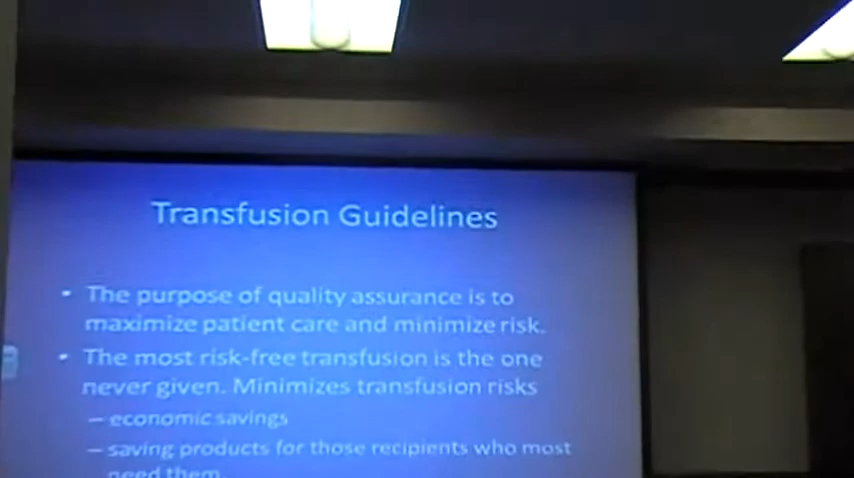 Transfusion Guidelines
• The purpose of quality assurance is to
maximize patient care and minimize risk.
• The most risk-free transfusion is the one
never given. Minimizes transfusion risks
– economic savings
– saving products for those recipients who most
need them.